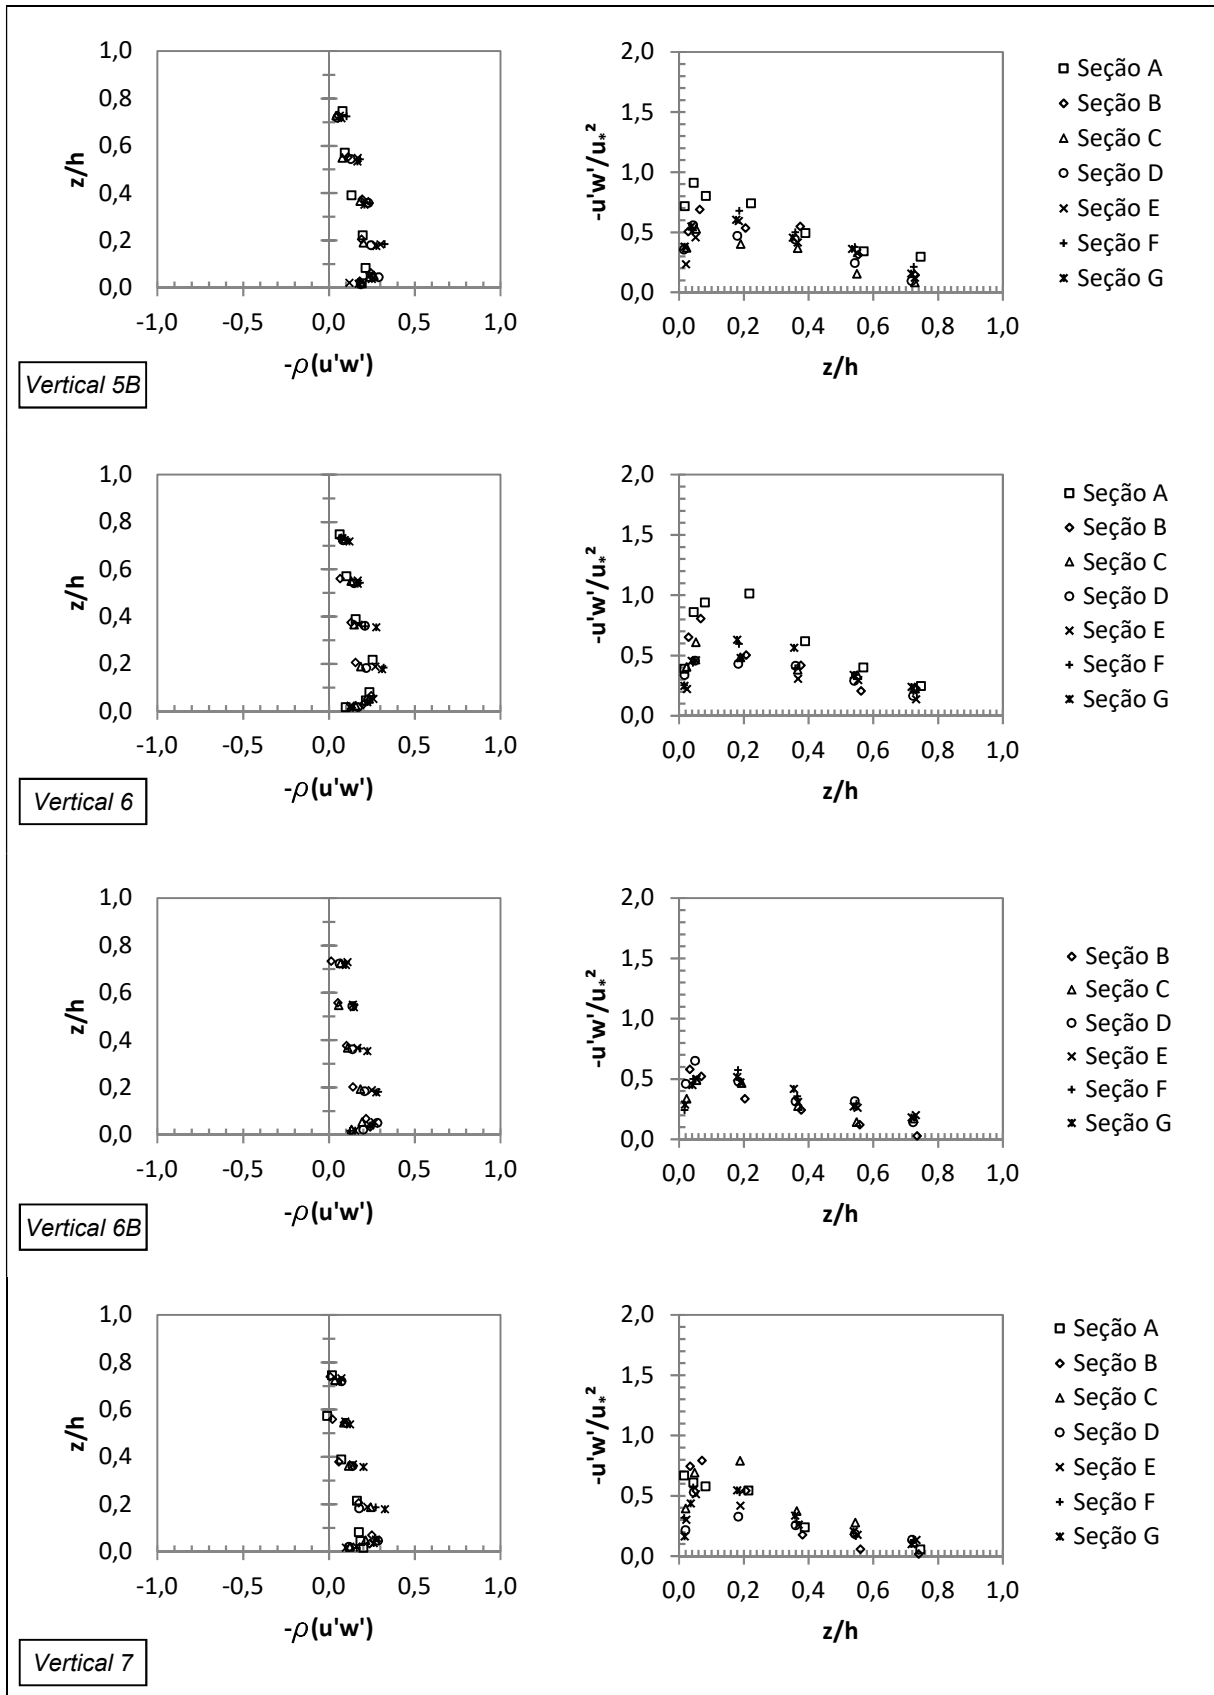 1,0
0,8
0,6
0,4
0,2
0,0
z/h
-1,0 -0,5 0,0 0,5 1,0
-ρ(u'w')
2,0
1,5
1,0
0,5
0,0
-u'w'/u*²
0,0 0,2 0,4 0,6 0,8 1,0
z/h
Seção A
Seção B
Seção C
Seção D
Seção E
Seção F
Seção G
Vertical 5B
1,0
0,8
0,6
0,4
0,2
0,0
z/h
-1,0 -0,5 0,0 0,5 1,0
-ρ(u'w')
2,0
1,5
1,0
0,5
0,0
-u'w'/u*²
0,0 0,2 0,4 0,6 0,8 1,0
z/h
Seção A
Seção B
Seção C
Seção D
Seção E
Seção F
Seção G
Vertical 6
1,0
0,8
0,6
0,4
0,2
0,0
z/h
-1,0 -0,5 0,0 0,5 1,0
-ρ(u'w')
2,0
1,5
1,0
0,5
0,0
-u'w'/u*²
0,0 0,2 0,4 0,6 0,8 1,0
z/h
Seção B
Seção C
Seção D
Seção E
Seção F
Seção G
Vertical 6B
1,0
0,8
0,6
0,4
0,2
0,0
z/h
-1,0 -0,5 0,0 0,5 1,0
-ρ(u'w')
2,0
1,5
1,0
0,5
0,0
-u'w'/u*²
0,0 0,2 0,4 0,6 0,8 1,0
z/h
Seção A
Seção B
Seção C
Seção D
Seção E
Seção F
Seção G
Vertical 7